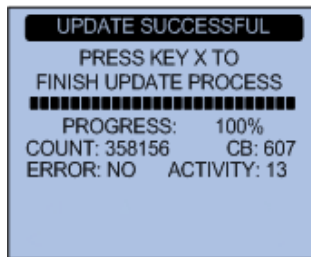 UPDATE SUCCESSFUL
PRESS KEY X TO
FINISH UPDATE PROCESS
PROGRESS: 100%
COUNT: 358156 CB: 607
ERROR: NO ACTIVITY: 13